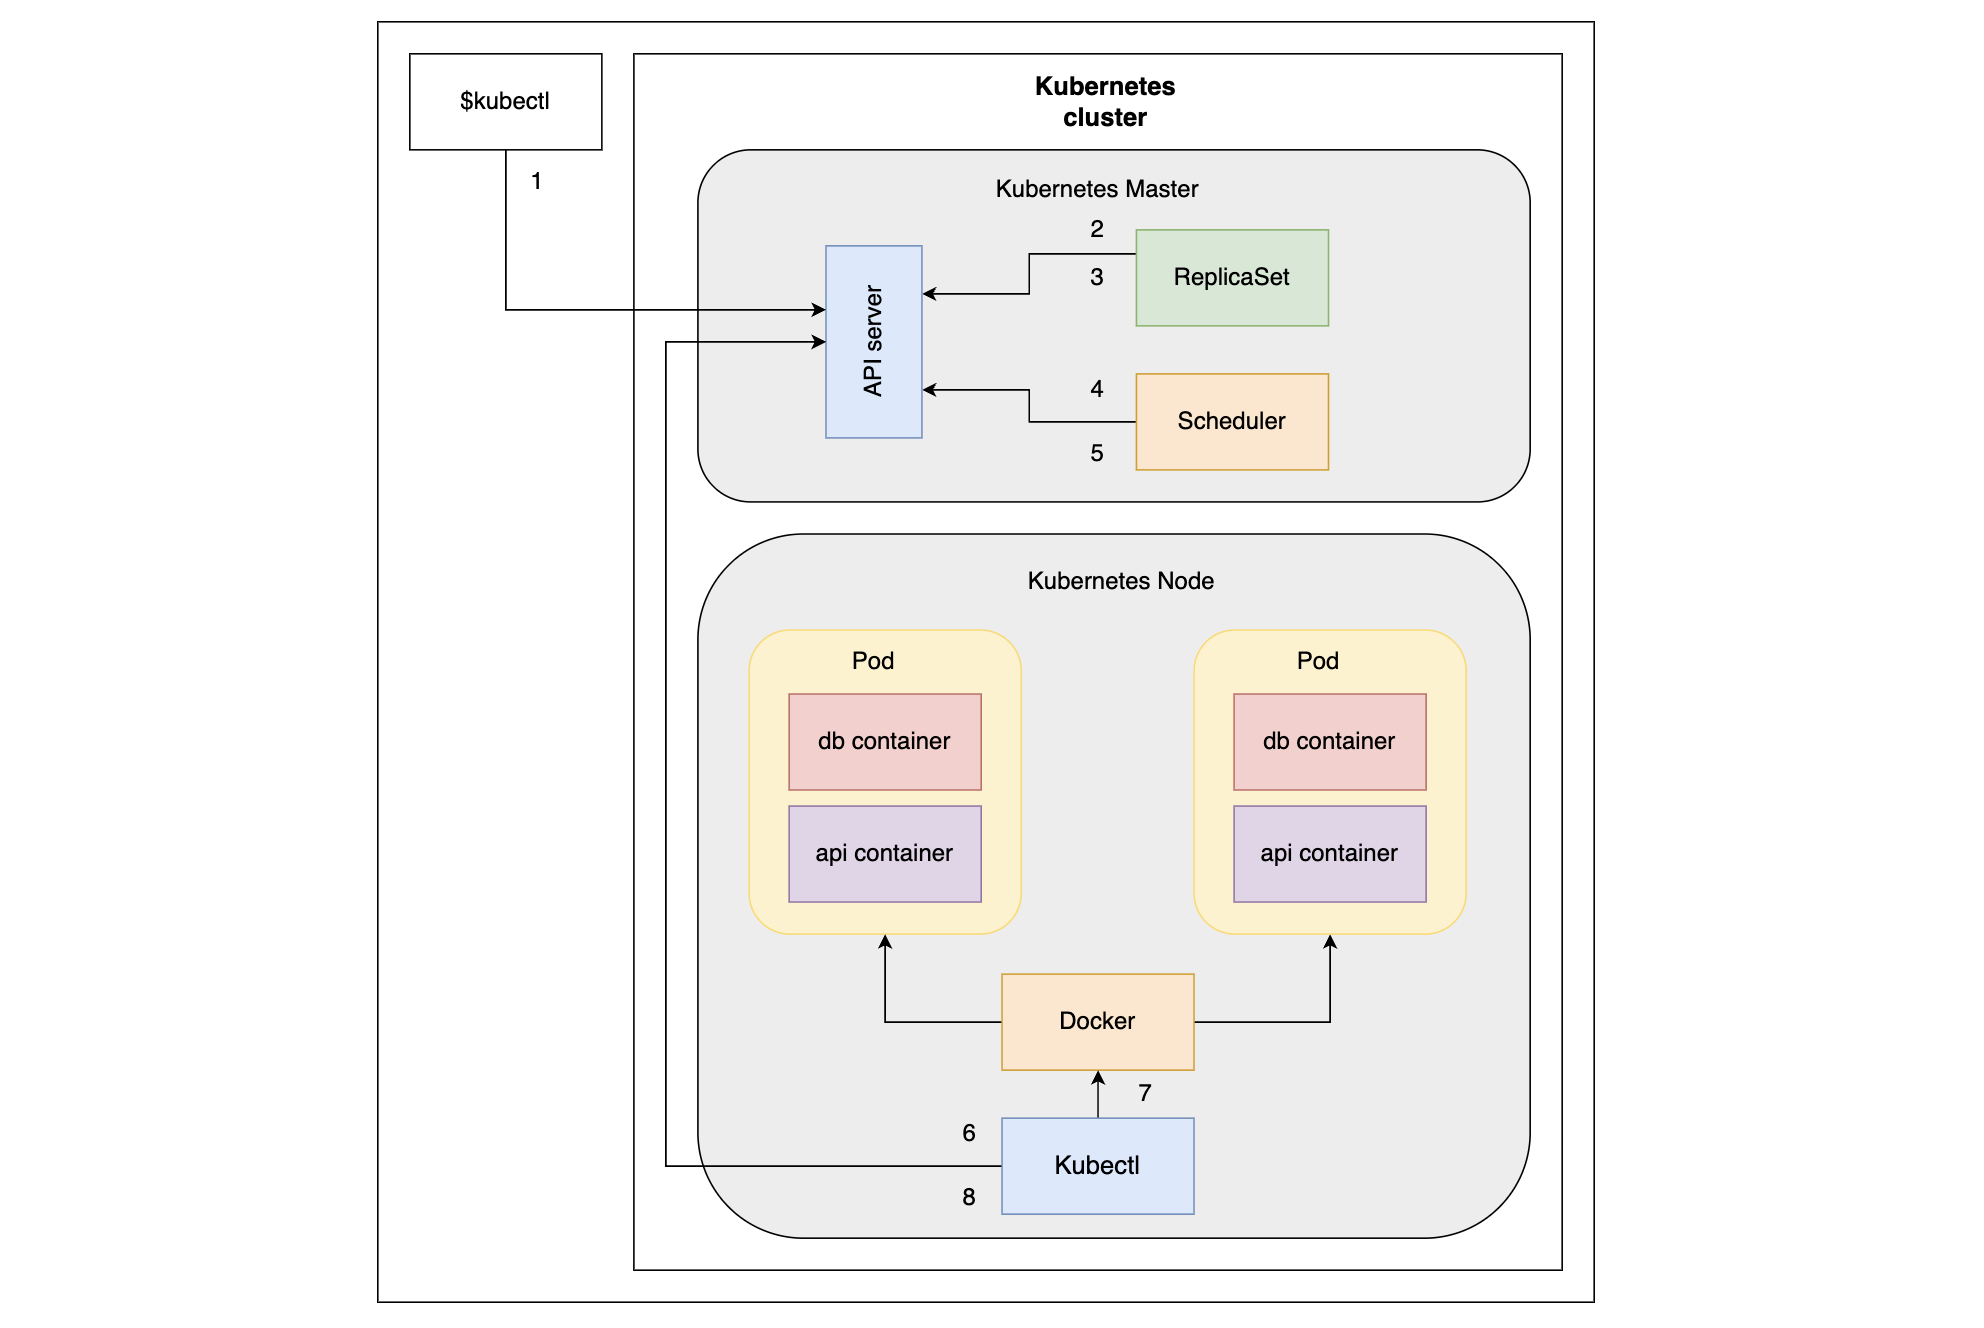 $kubectl
1
Kubernetes
cluster
Kubernetes Master
2
3
ReplicaSet
API server
4
5
Scheduler
Kubernetes Node
Pod
db container
api container
Pod
db container
api container
Docker
7
6
8
Kubectl